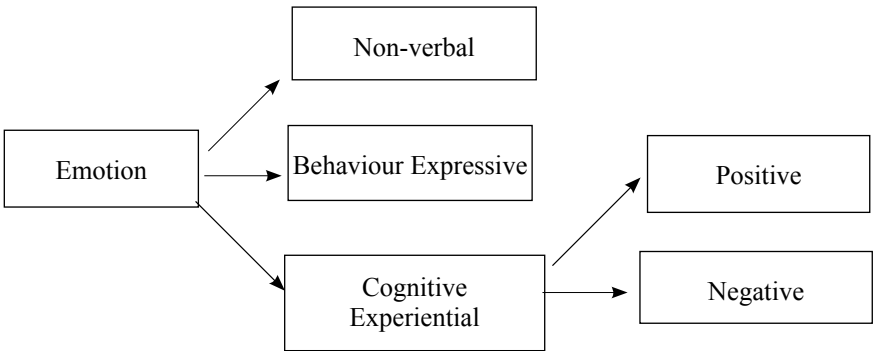 Non-verbal
Emotion
Behaviour Expressive
Positive
Cognitive
Experiential
Negative